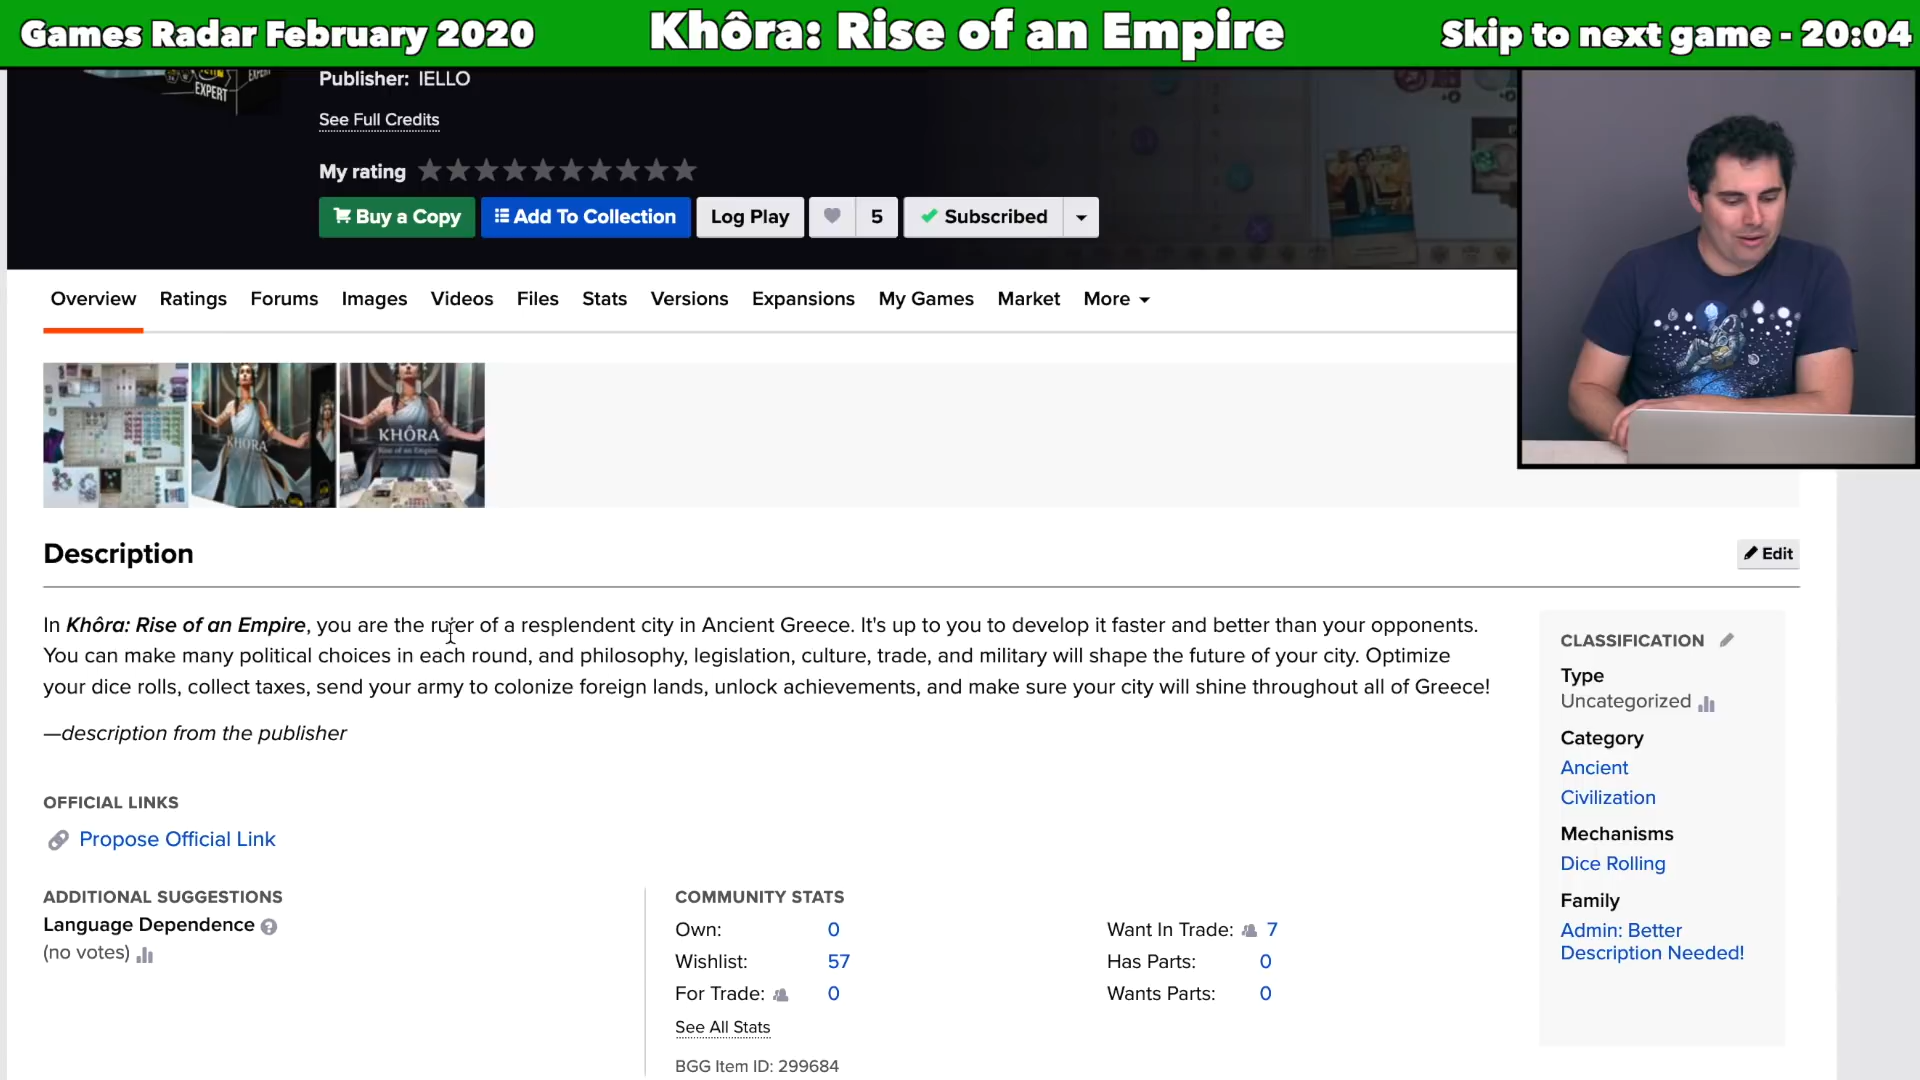 Games Radar February 2020
Khôra: Rise of an Empire
Skip to next game - 20:04
EXPERT
Publisher: IELLO
See Full Credits
My rating
Buy a Copy
Add To Collection
Log Play
5
Subscribed
Overview
Ratings
Forums
Images
Videos
Files
Stats
Versions
Expansions
My Games
Market
More
KHÔRA
KHÔRA
Rise of an Empire
Description
Edit
In Khôra: Rise of an Empire, you are the ruler of a resplendent city in Ancient Greece. It's up to you to develop it faster and better than your opponents.
You can make many political choices in each round, and philosophy, legislation, culture, trade, and military will shape the future of your city. Optimize
your dice rolls, collect taxes, send your army to colonize foreign lands, unlock achievements, and make sure your city will shine throughout all of Greece!
—description from the publisher
OFFICIAL LINKS
Propose Official Link
ADDITIONAL SUGGESTIONS
Language Dependence
(no votes)
COMMUNITY STATS
Own: 0
Wishlist: 57
For Trade: 0
See All Stats
BGG Item ID: 299684
Want In Trade: 7
Has Parts: 0
Wants Parts: 0
CLASSIFICATION
Type
Uncategorized
Category
Ancient
Civilization
Mechanisms
Dice Rolling
Family
Admin: Better
Description Needed!